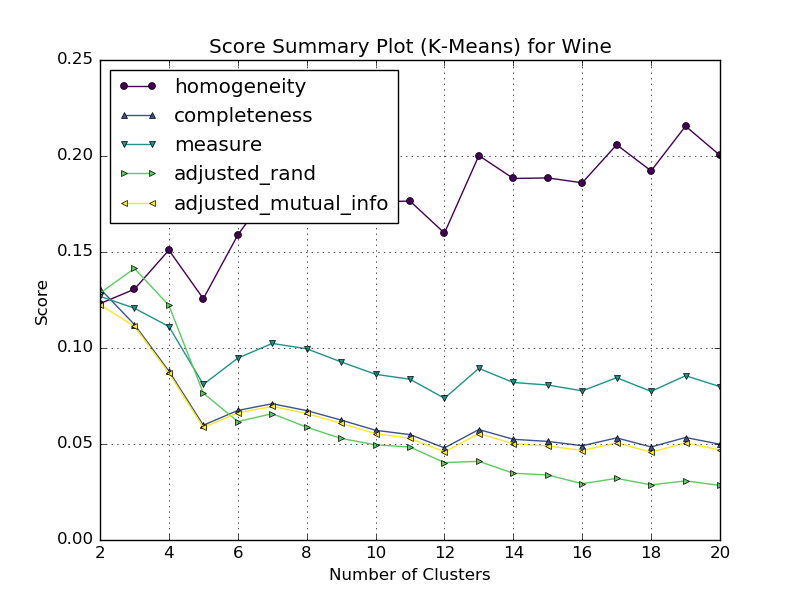 Score Summary Plot (K-Means) for Wine
0.25
0.20
0.15
0.10
0.05
0.00
Score
homogeneity
completeness
measure
adjusted_rand
adjusted_mutual_info
2 4 6 8 10 12 14 16 18 20
Number of Clusters